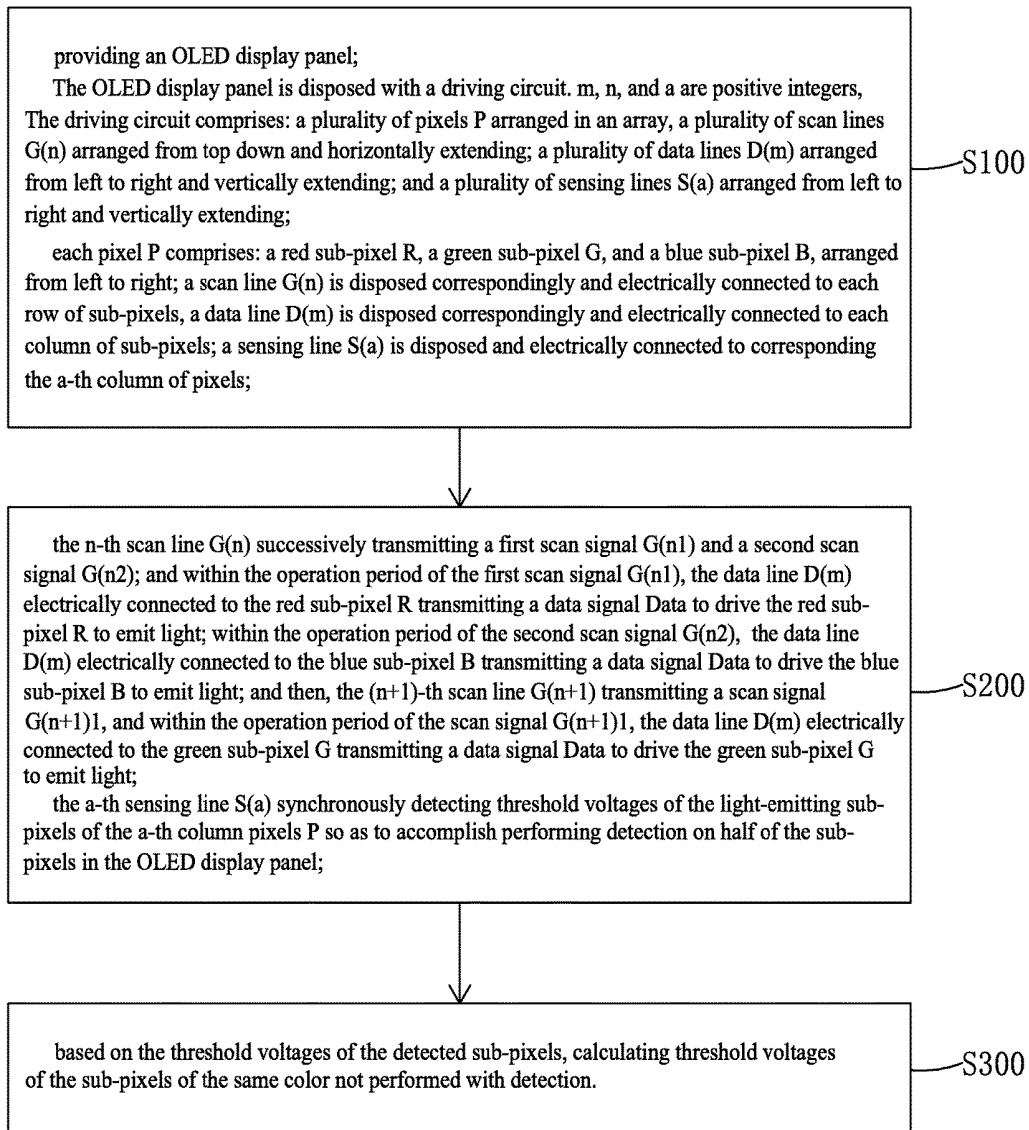 providing an OLED display panel;
The OLED display panel is disposed with a driving circuit. m, n, and a are positive integers,
The driving circuit comprises: a plurality of pixels P arranged in an array, a plurality of scan lines
G(n) arranged from top down and horizontally extending; a plurality of data lines D(m) arranged
from left to right and vertically extending; and a plurality of sensing lines S(a) arranged from left to
right and vertically extending;
each pixel P comprises: a red sub-pixel R, a green sub-pixel G, and a blue sub-pixel B, arranged
from left to right; a scan line G(n) is disposed correspondingly and electrically connected to each
row of sub-pixels, a data line D(m) is disposed correspondingly and electrically connected to each
column of sub-pixels; a sensing line S(a) is disposed and electrically connected to corresponding
the a-th column of pixels;
S100
the n-th scan line G(n) successively transmitting a first scan signal G(n1) and a second scan
signal G(n2); and within the operation period of the first scan signal G(n1), the data line D(m)
electrically connected to the red sub-pixel R transmitting a data signal Data to drive the red sub-
pixel R to emit light; within the operation period of the second scan signal G(n2), the data line
D(m) electrically connected to the blue sub-pixel B transmitting a data signal Data to drive the blue
sub-pixel B to emit light; and then, the (n+1)-th scan line G(n+1) transmitting a scan signal
G(n+1)1, and within the operation period of the scan signal G(n+1)1, the data line D(m) electrically
connected to the green sub-pixel G transmitting a data signal Data to drive the green sub-pixel G
to emit light;
the a-th sensing line S(a) synchronously detecting threshold voltages of the light-emitting sub-
pixels of the a-th column pixels P so as to accomplish performing detection on half of the sub-
pixels in the OLED display panel;
S200
based on the threshold voltages of the detected sub-pixels, calculating threshold voltages
of the sub-pixels of the same color not performed with detection.
S300